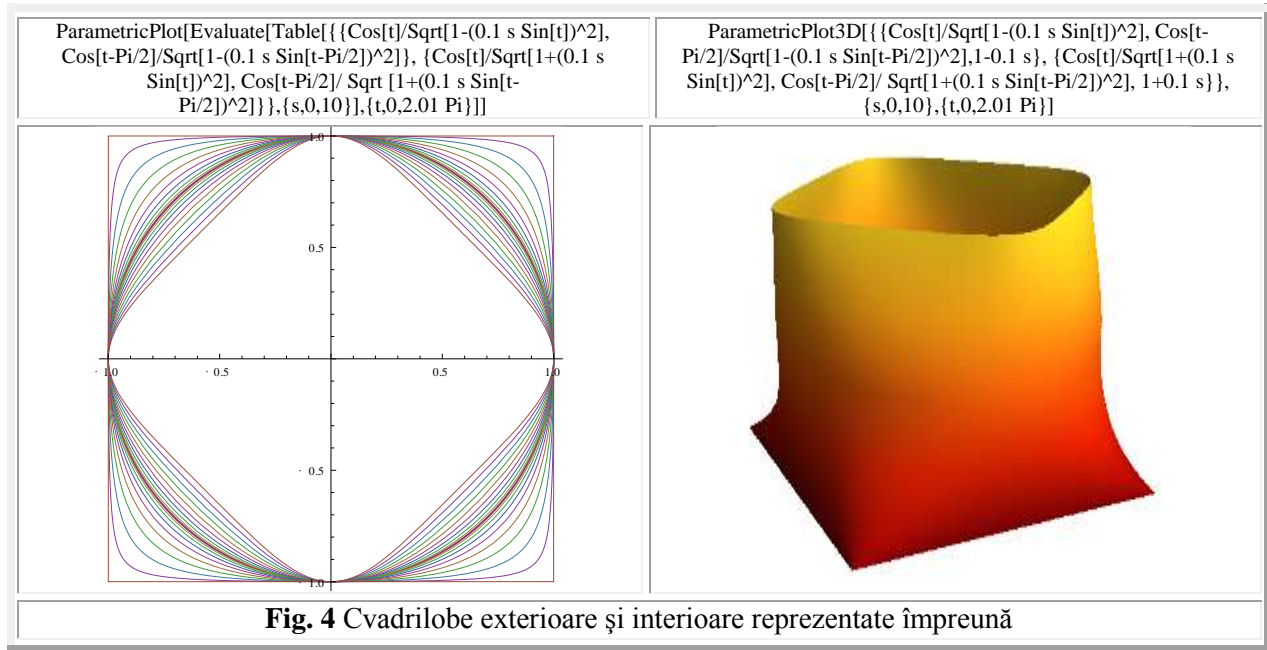 ParametricPlot[Evaluate[Table[{{Cos[t]/Sqrt[1-(0.1 s Sin[t])^2],
Cos[t-Pi/2]/Sqrt[1-(0.1 s Sin[t-Pi/2])^2]}, {Cos[t]/Sqrt[1+(0.1 s
Sin[t])^2], Cos[t-Pi/2]/ Sqrt [1+(0.1 s Sin[t-
Pi/2])^2]}},{s,0,10}],{t,0,2.01 Pi}]]
ParametricPlot3D[{{Cos[t]/Sqrt[1-(0.1 s Sin[t])^2], Cos[t-
Pi/2]/Sqrt[1-(0.1 s Sin[t-Pi/2])^2],1-0.1 s}, {Cos[t]/Sqrt[1+(0.1 s
Sin[t])^2], Cos[t-Pi/2]/ Sqrt[1+(0.1 s Sin[t-Pi/2])^2], 1+0.1 s}},
{s,0,10},{t,0,2.01 Pi}]
1.0
0.5
· 1.0
· 0.5
0.5
1.0
· 0.5
· 1.0
Fig. 4 Cvadrilobe exterioare şi interioare reprezentate împreună